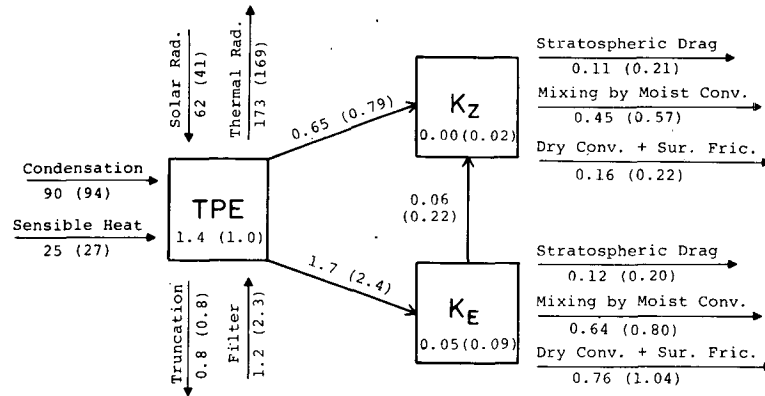 Solar Rad.
62 (41)
Thermal Rad.
173 (169)
Condensation
90 (94)
Sensible Heat
25 (27)
TPE
1.4 (1.0)
Truncation
0.8 (0.8)
Filter
1.2 (2.3)
0.65 (0.79)
1.7 (2.4)
KZ
0.00(0.02)
0.06
(0.22)
KE
0.05(0.09)
Stratospheric Drag
0.11 (0.21)
Mixing by Moist Conv.
0.45 (0.57)
Dry Conv. + Sur. Fric.
0.16 (0.22)
Stratospheric Drag
0.12 (0.20)
Mixing by Moist Conv.
0.64 (0.80)
Dry Conv. + Sur. Fric.
0.76 (1.04)